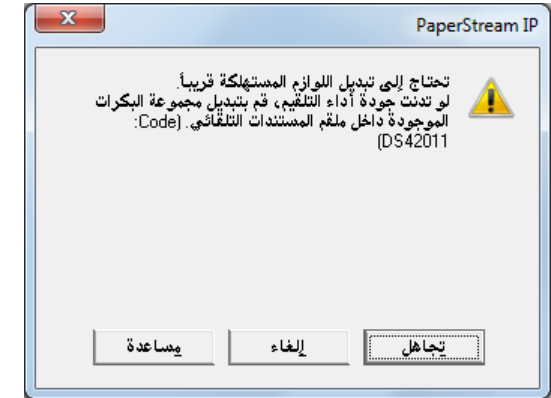 PaperStream IP
تحتاج إلى تبديل اللوازم المستهلكة قريباً.
لو تدنت جودة أداء التلقيم، قم بتبديل مجموعة البكرات
الموجودة داخل ملقم المستندات التلقائي. (Code:
DS42011)
تجاهل
إلغاء
مساعدة